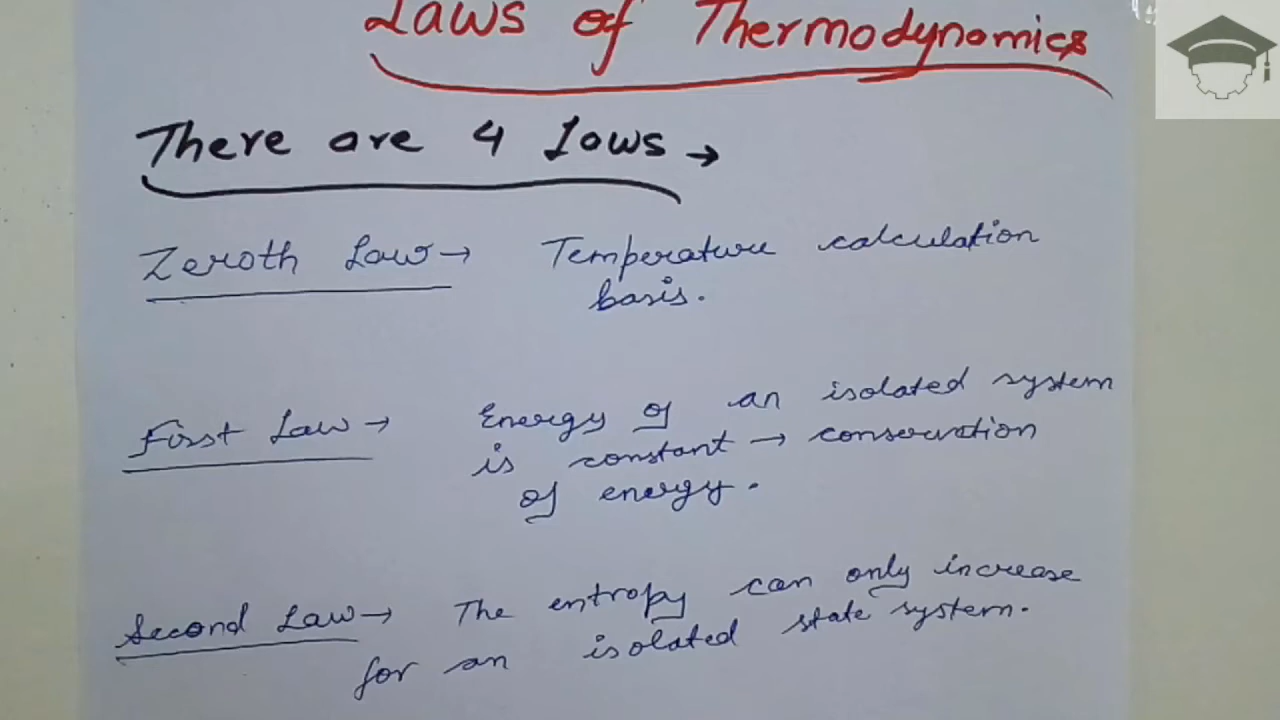 Laws of Thermodynamics
There are 4 laws →
Zeroth Law → Temperature calculation
basis.
First Law → Energy of an isolated system
is constant → conservation
of energy.
Second Law → The entropy can only increase
for an isolated state system.